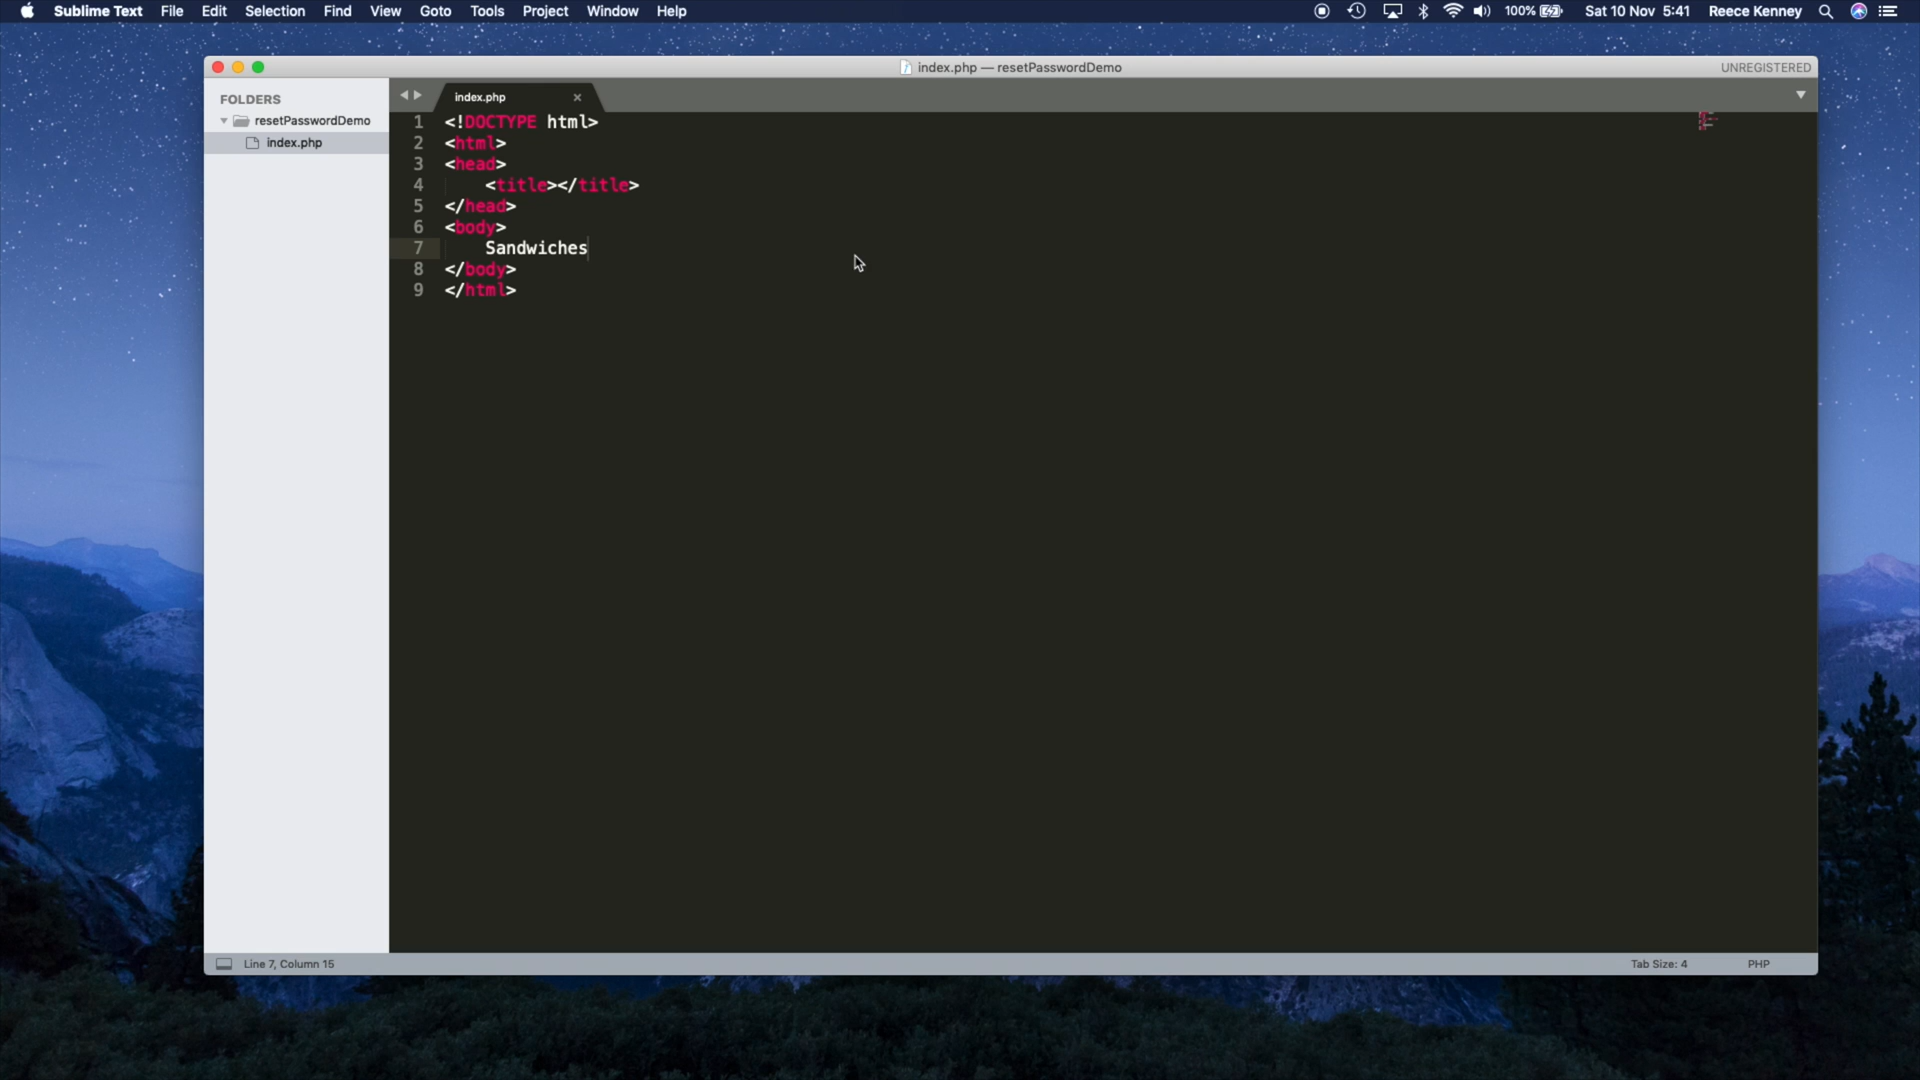 Sublime Text File Edit Selection Find View Goto Tools Project Window Help 100% Sat 10 Nov 5:41 Reece Kenney
index.php — resetPasswordDemo UNREGISTERED
FOLDERS
resetPasswordDemo
index.php
index.php
1 <!DOCTYPE html>
2 <html>
3 <head>
4 <title></title>
5 </head>
6 <body>
7 Sandwiches
8 </body>
9 </html>
Line 7, Column 15 Tab Size: 4 PHP